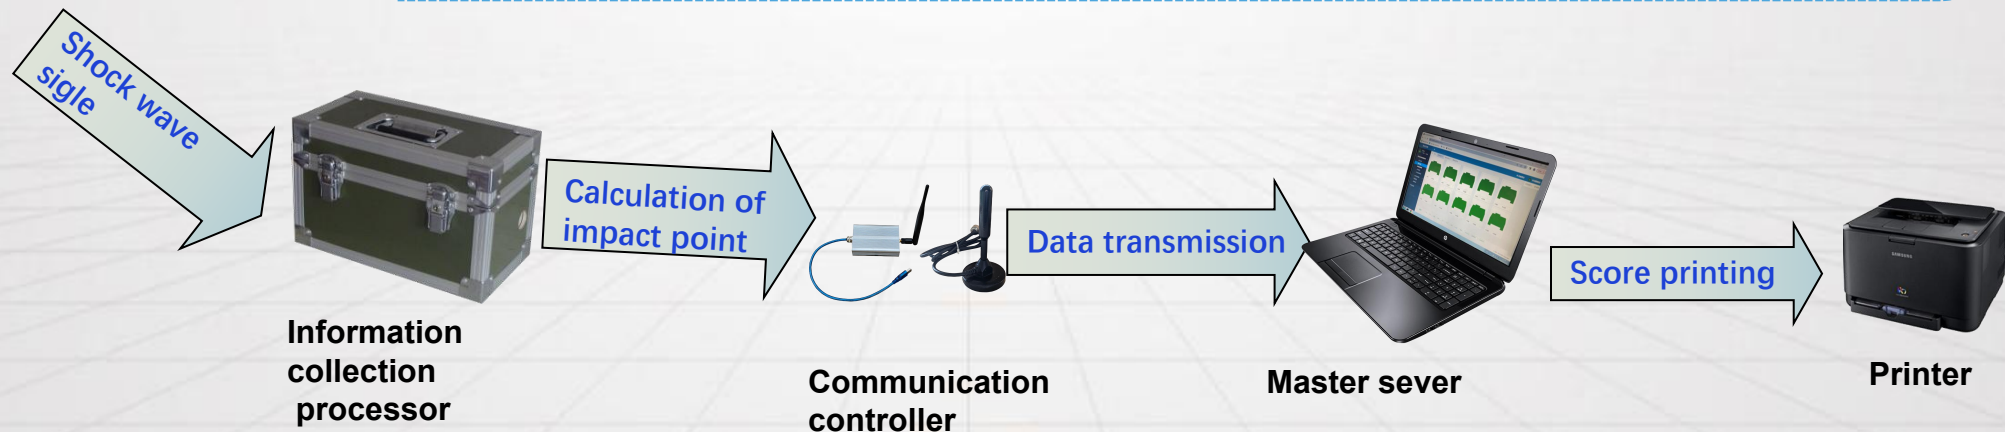 Shock wave
sigle
Calculation of
impact point
Data transmission
Score printing
SAMSUNG
Information
collection
processor
Communication
controller
Master sever
Printer